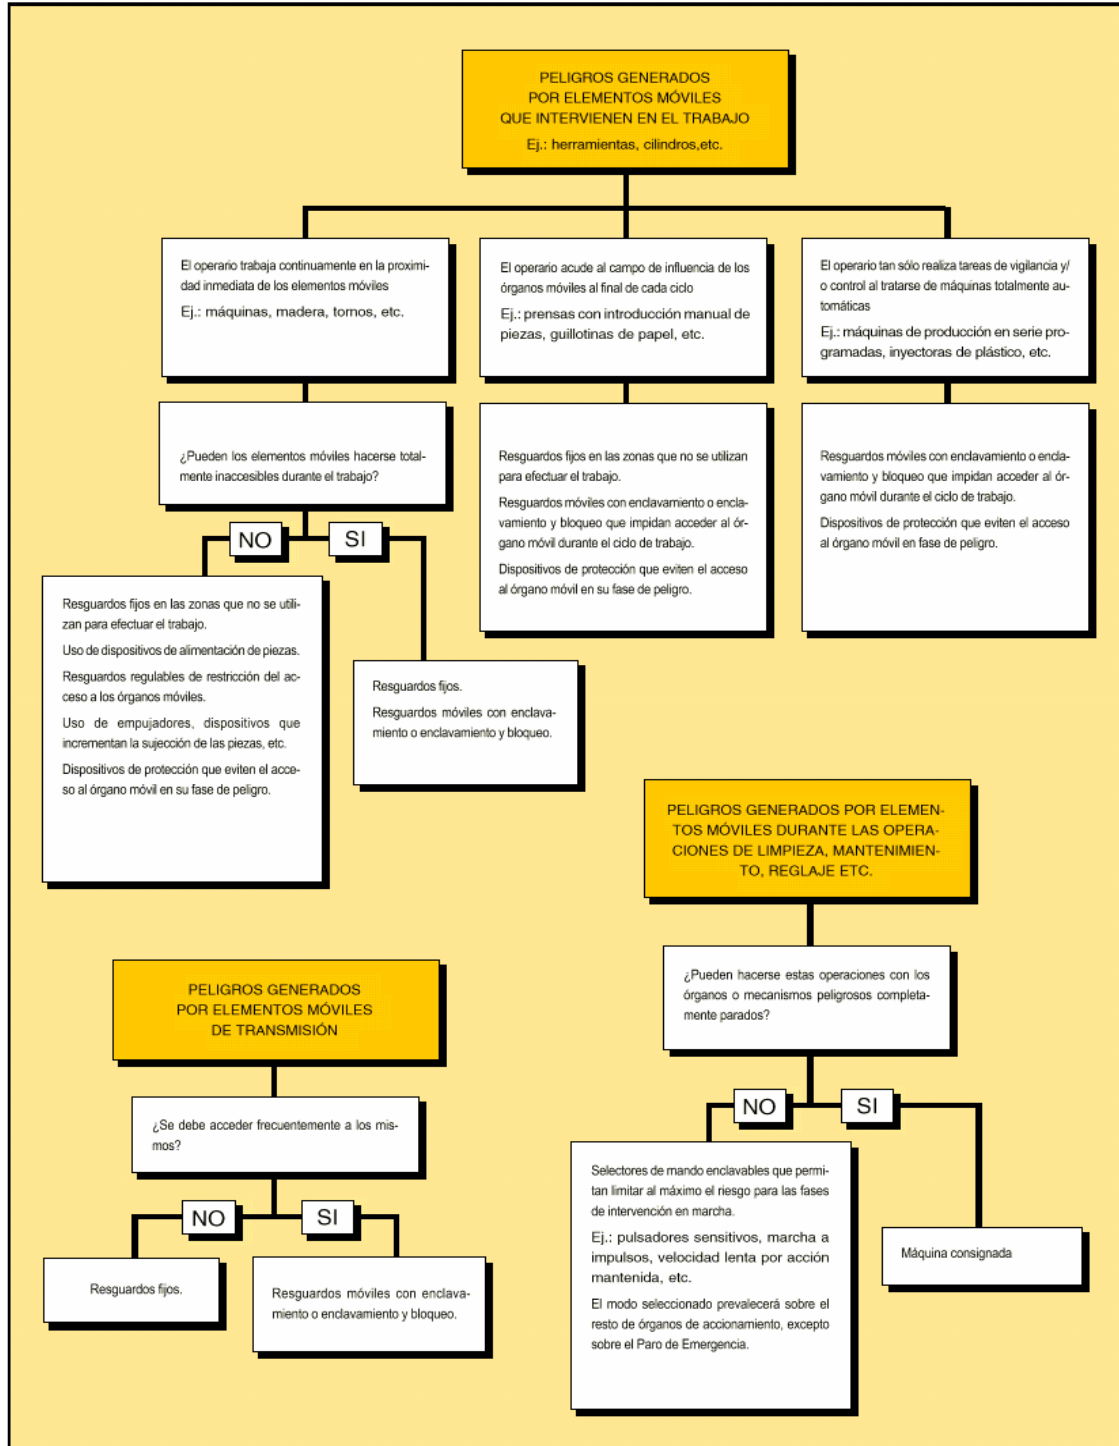 PELIGROS GENERADOS
POR ELEMENTOS MÓVILES
QUE INTERVIENEN EN EL TRABAJO
Ej.: herramientas, cilindros,etc.
El operario trabaja continuamente en la proximi-
dad inmediata de los elementos móviles
Ej.: máquinas, madera, tornos, etc.
El operario acude al campo de influencia de los
órganos móviles al final de cada ciclo
Ej.: prensas con introducción manual de
piezas, guillotinas de papel, etc.
El operario tan sólo realiza tareas de vigilancia y/
o control al tratarse de máquinas totalmente au-
tomáticas
Ej.: máquinas de producción en serie pro-
gramadas, inyectoras de plástico, etc.
¿Pueden los elementos móviles hacerse total-
mente inaccesibles durante el trabajo?
Resguardos fijos en las zonas que no se utilizan
para efectuar el trabajo.
Resguardos móviles con enclavamiento o encla-
vamiento y bloqueo que impidan acceder al ór-
gano móvil durante el ciclo de trabajo.
Dispositivos de protección que eviten el acceso
al órgano móvil en su fase de peligro.
Resguardos móviles con enclavamiento o encla-
vamiento y bloqueo que impidan acceder al ór-
gano móvil durante el ciclo de trabajo.
Dispositivos de protección que eviten el acceso
al órgano móvil en fase de peligro.
NO
SI
Resguardos fijos en las zonas que no se utili-
zan para efectuar el trabajo.
Uso de dispositivos de alimentación de piezas.
Resguardos regulables de restricción del ac-
ceso a los órganos móviles.
Uso de empujadores, dispositivos que
incrementan la sujección de las piezas, etc.
Dispositivos de protección que eviten el acce-
so al órgano móvil en su fase de peligro.
Resguardos fijos.
Resguardos móviles con enclava-
miento o enclavamiento y bloqueo.
PELIGROS GENERADOS POR ELEMEN-
TOS MÓVILES DURANTE LAS OPERA-
CIONES DE LIMPIEZA, MANTENIMIEN-
TO, REGLAJE ETC.
¿Pueden hacerse estas operaciones con los
órganos o mecanismos peligrosos completa-
mente parados?
NO
SI
Selectores de mando enclavables que permi-
tan limitar al máximo el riesgo para las fases
de intervención en marcha.
Ej.: pulsadores sensitivos, marcha a
impulsos, velocidad lenta por acción
mantenida, etc.
El modo seleccionado prevalecerá sobre el
resto de órganos de accionamiento, excepto
sobre el Paro de Emergencia.
Máquina consignada
PELIGROS GENERADOS
POR ELEMENTOS MÓVILES
DE TRANSMISIÓN
¿Se debe acceder frecuentemente a los mis-
mos?
NO
SI
Resguardos fijos.
Resguardos móviles con enclava-
miento o enclavamiento y bloqueo.